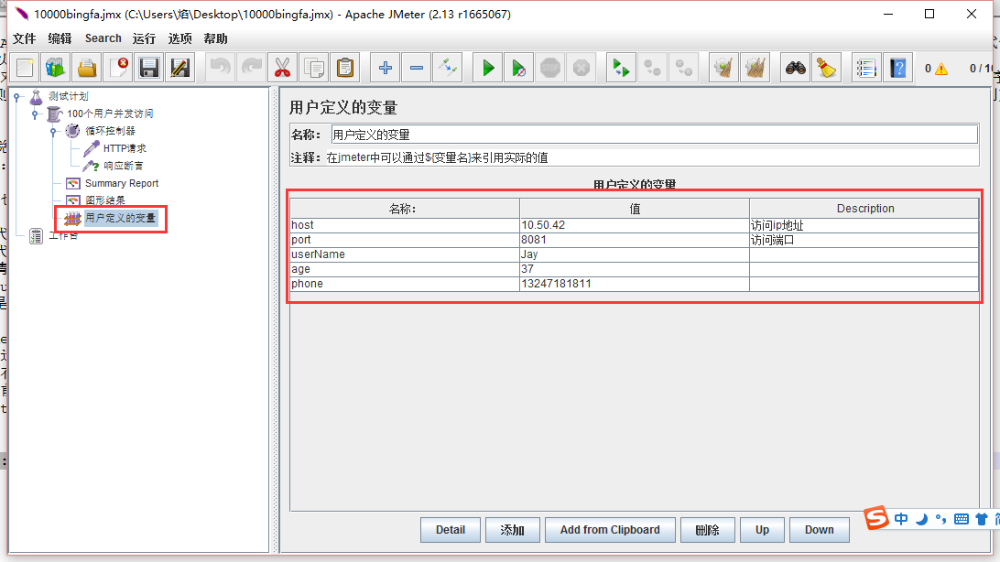 10000bingfa.jmx (C:\Users\焰\Desktop\10000bingfa.jmx) - Apache JMeter (2.13 r1665067)
文件 编辑 Search 运行 选项 帮助
STOP
0 0 / 10
测试计划
100个用户并发访问
循环控制器
HTTP请求
响应断言
Summary Report
图形结果
用户定义的变量
工作台
用户定义的变量
名称： 用户定义的变量
注释： 在jmeter中可以通过${变量名}来引用实际的值
用户定义的变量
名称： 值 Description
host 10.50.42 访问ip地址
port 8081 访问端口
userName Jay
age 37
phone 13247181811
Detail 添加 Add from Clipboard 删除 Up Down
S 中